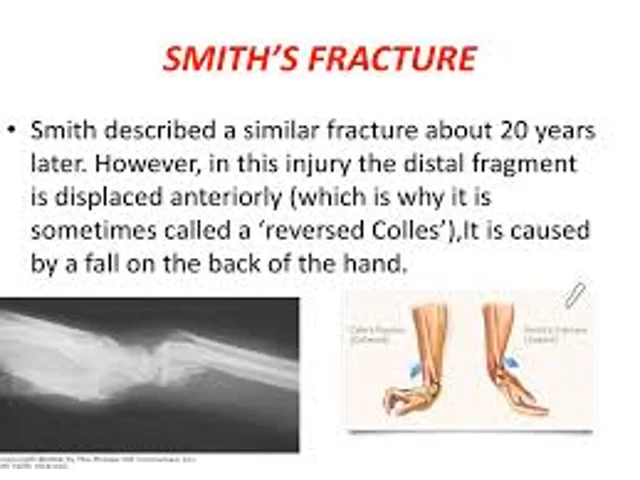 SMITH'S FRACTURE
• Smith described a similar fracture about 20 years
later. However, in this injury the distal fragment
is displaced anteriorly (which is why it is
sometimes called a ‘reversed Colles’),It is caused
by a fall on the back of the hand.